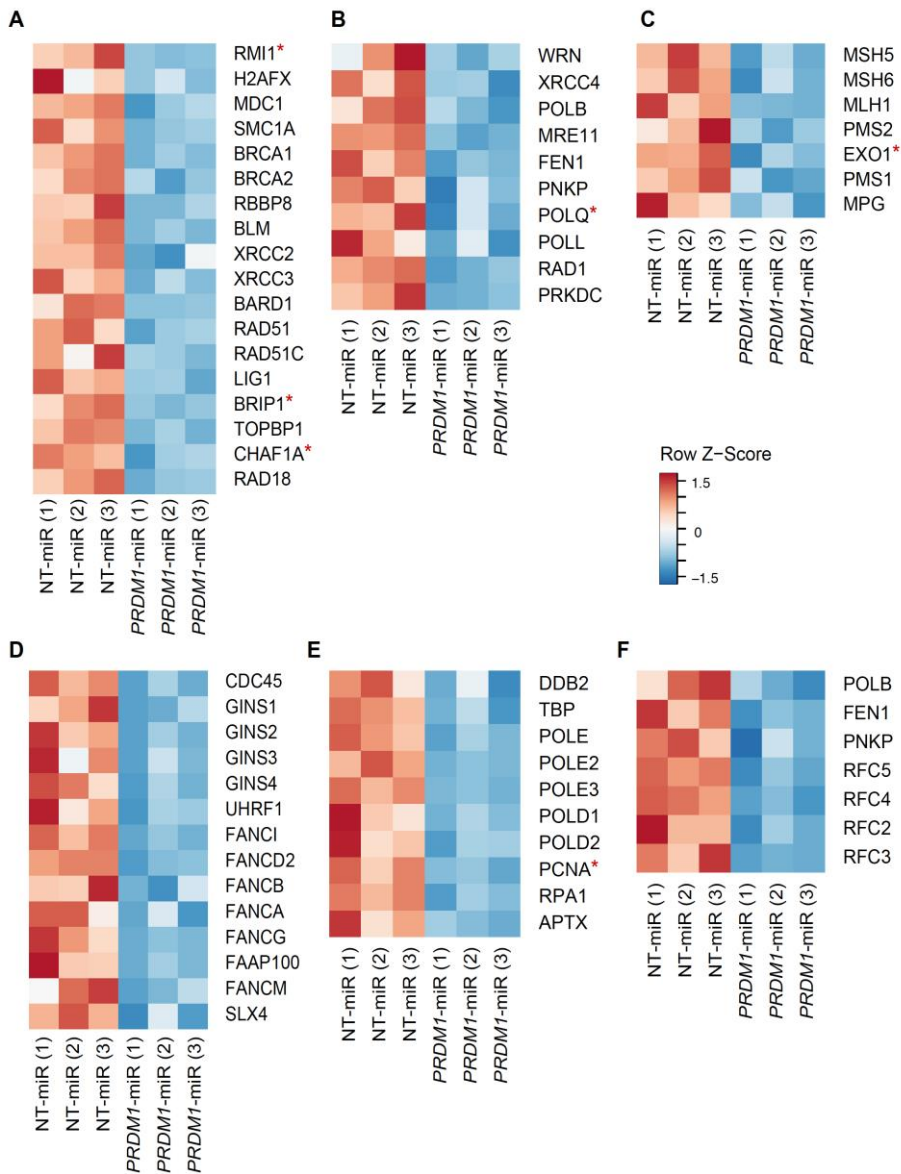 A
RMI1*
H2AFX
MDC1
SMC1A
BRCA1
BRCA2
RBBP8
BLM
XRCC2
XRCC3
BARD1
RAD51
RAD51C
LIG1
BRIP1*
TOPBP1
CHAF1A*
RAD18
NT-miR (1)
NT-miR (2)
NT-miR (3)
PRDM1-miR (1)
PRDM1-miR (2)
PRDM1-miR (3)
B
WRN
XRCC4
POLB
MRE11
FEN1
PNKP
POLQ*
POLL
RAD1
PRKDC
NT-miR (1)
NT-miR (2)
NT-miR (3)
PRDM1-miR (1)
PRDM1-miR (2)
PRDM1-miR (3)
C
MSH5
MSH6
MLH1
PMS2
EXO1*
PMS1
MPG
NT-miR (1)
NT-miR (2)
NT-miR (3)
PRDM1-miR (1)
PRDM1-miR (2)
PRDM1-miR (3)
Row Z-Score
1.5
0
-1.5
D
CDC45
GINS1
GINS2
GINS3
GINS4
UHRF1
FANCI
FANCD2
FANCB
FANCA
FANCG
FAAP100
FANCM
SLX4
NT-miR (1)
NT-miR (2)
NT-miR (3)
PRDM1-miR (1)
PRDM1-miR (2)
PRDM1-miR (3)
E
DDB2
TBP
POLE
POLE2
POLE3
POLD1
POLD2
PCNA*
RPA1
APTX
NT-miR (1)
NT-miR (2)
NT-miR (3)
PRDM1-miR (1)
PRDM1-miR (2)
PRDM1-miR (3)
F
POLB
FEN1
PNKP
RFC5
RFC4
RFC2
RFC3
NT-miR (1)
NT-miR (2)
NT-miR (3)
PRDM1-miR (1)
PRDM1-miR (2)
PRDM1-miR (3)